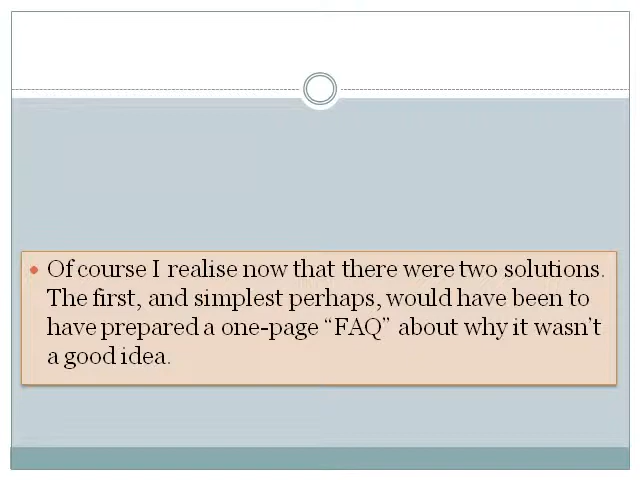 Of course I realise now that there were two solutions.
The first, and simplest perhaps, would have been to
have prepared a one-page “FAQ” about why it wasn’t
a good idea.